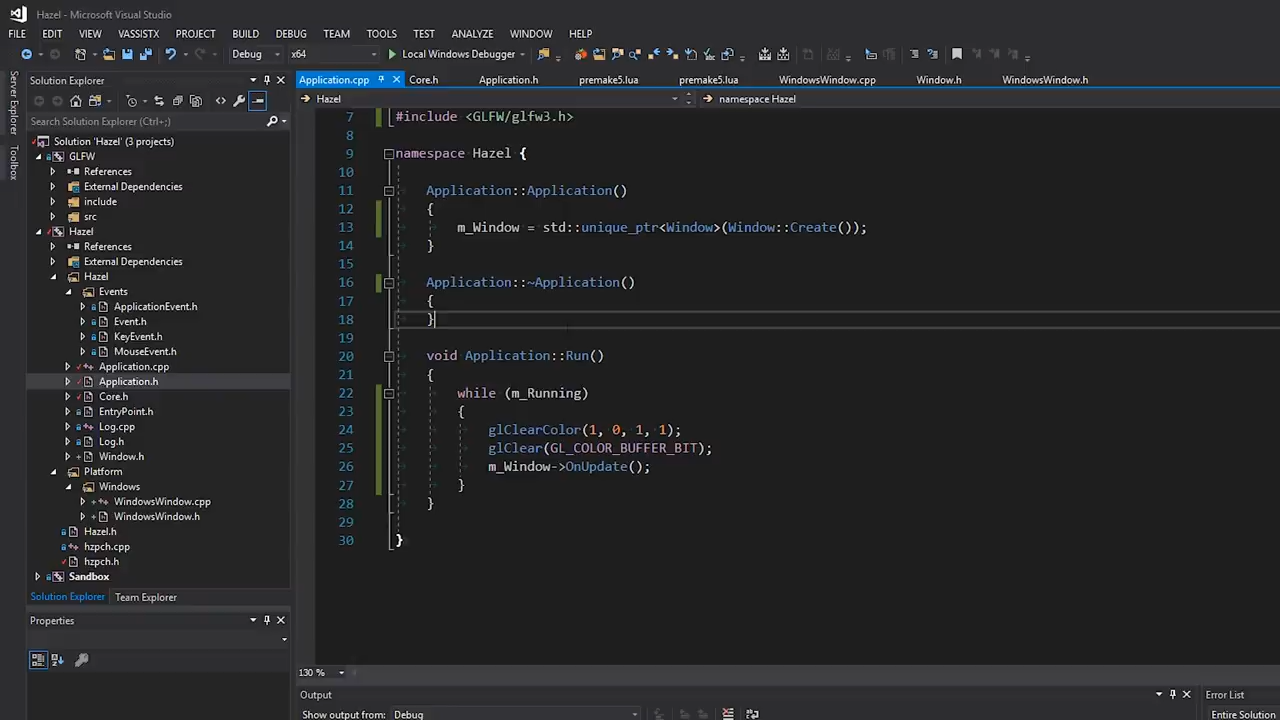 Hazel - Microsoft Visual Studio
FILE EDIT VIEW VASSISTX PROJECT BUILD DEBUG TEAM TOOLS TEST ANALYZE WINDOW HELP
Debug x64 Local Windows Debugger
Server Explorer
Toolbox
Solution Explorer
Search Solution Explorer (Ctrl+;)
Solution 'Hazel' (3 projects)
GLFW
References
External Dependencies
include
src
Hazel
References
External Dependencies
Hazel
Events
ApplicationEvent.h
Event.h
KeyEvent.h
MouseEvent.h
Application.cpp
Application.h
Core.h
EntryPoint.h
Log.cpp
Log.h
Window.h
Platform
Windows
WindowsWindow.cpp
WindowsWindow.h
Hazel.h
hzpch.cpp
hzpch.h
Sandbox
Solution Explorer Team Explorer
Properties
Application.cpp Core.h Application.h premake5.lua premake5.lua WindowsWindow.cpp Window.h WindowsWindow.h
Hazel namespace Hazel
7 #include <GLFW/glfw3.h>
8
9 namespace Hazel {
10
11 Application::Application()
12 {
13 m_Window = std::unique_ptr<Window>(Window::Create());
14 }
15
16 Application::~Application()
17 {
18 }
19
20 void Application::Run()
21 {
22 while (m_Running)
23 {
24 glClearColor(1, 0, 1, 1);
25 glClear(GL_COLOR_BUFFER_BIT);
26 m_Window->OnUpdate();
27 }
28 }
29
30 }
130 %
Output
Show output from: Debug
Error List
Entire Solution